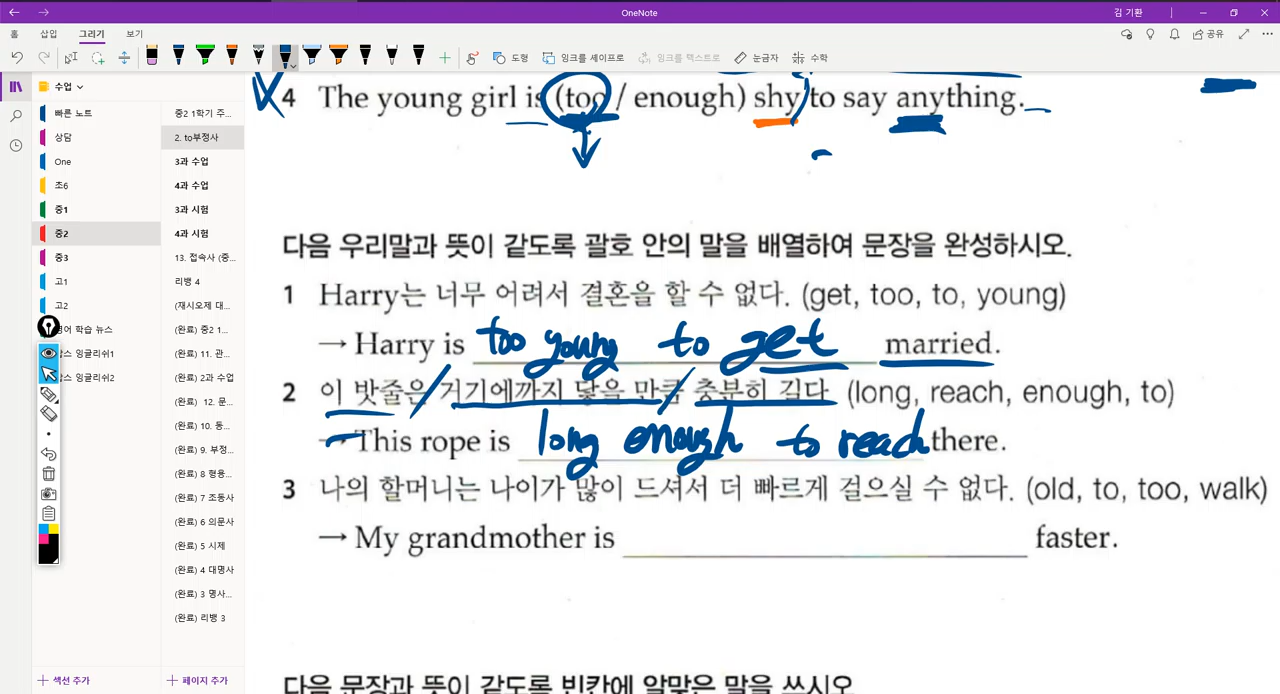 OneNote
김 기환
홈 삽입 그리기 보기
공유
도형 잉크를 셰이프로 잉크를 텍스트로 눈금자 수학
수업
빠른 노트
상담
One
초6
중1
중2
중3
고1
고2
어 학습 뉴스
스 잉글리쉬1
스 잉글리쉬2
섹션 추가
중2 1학기 주...
2. to부정사
3과 수업
4과 수업
3과 시험
4과 시험
13. 접속사 (중...
리뱅 4
(재시오제 대...
(완료) 중2 1...
(완료) 11. 관...
(완료) 2과 수업
(완료) 12. 문...
(완료) 10. 동...
(완료) 9. 부정...
(완료) 8 형용...
(완료) 7 조동사
(완료) 6 의문사
(완료) 5 시제
(완료) 4 대명사
(완료) 3 명사...
(완료) 리뱅 3
페이지 추가
4 The young girl is (too / enough) shy to say anything.
다음 우리말과 뜻이 같도록 괄호 안의 말을 배열하여 문장을 완성하시오.
1 Harry는 너무 어려서 결혼을 할 수 없다. (get, too, to, young)
→ Harry is too young to get married.
2 이 밧줄은 / 거기에까지 닿을 만큼 / 충분히 길다 (long, reach, enough, to)
→ This rope is long enough to reach there.
3 나의 할머니는 나이가 많이 드셔서 더 빠르게 걸으실 수 없다. (old, to, too, walk)
→ My grandmother is faster.
다음 문장과 뜻이 같도록 빈칸에 알맞은 말을 쓰시오